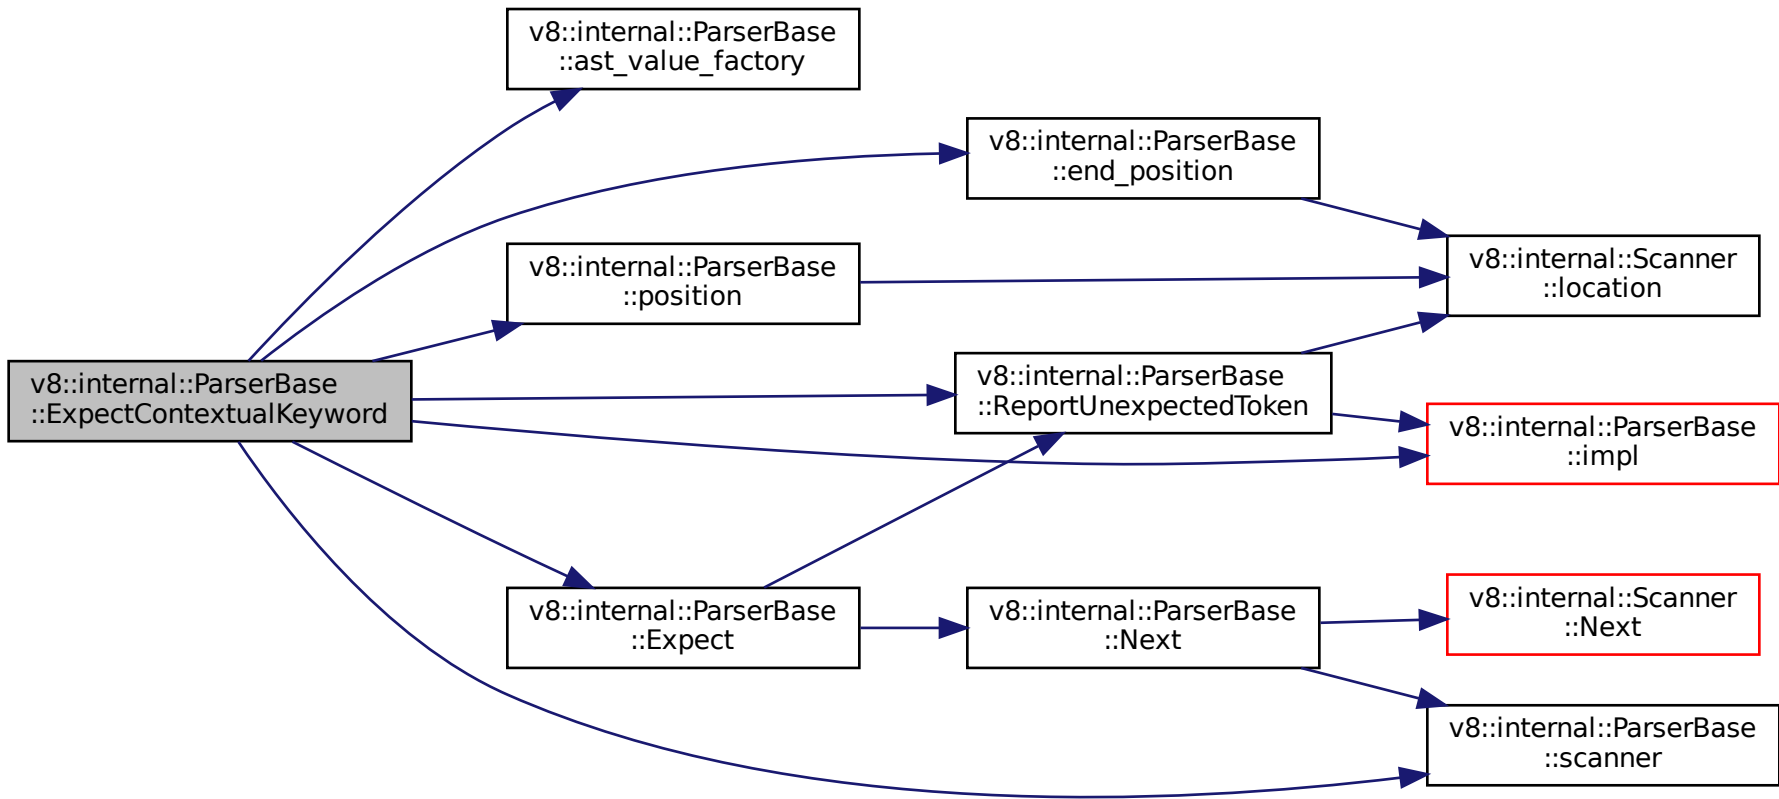 v8::internal::ParserBase
::ast_value_factory
v8::internal::ParserBase
::end_position
v8::internal::ParserBase
::position
v8::internal::Scanner
::location
v8::internal::ParserBase
::ExpectContextualKeyword
v8::internal::ParserBase
::ReportUnexpectedToken
v8::internal::ParserBase
::impl
v8::internal::ParserBase
::Expect
v8::internal::ParserBase
::Next
v8::internal::Scanner
::Next
v8::internal::ParserBase
::scanner